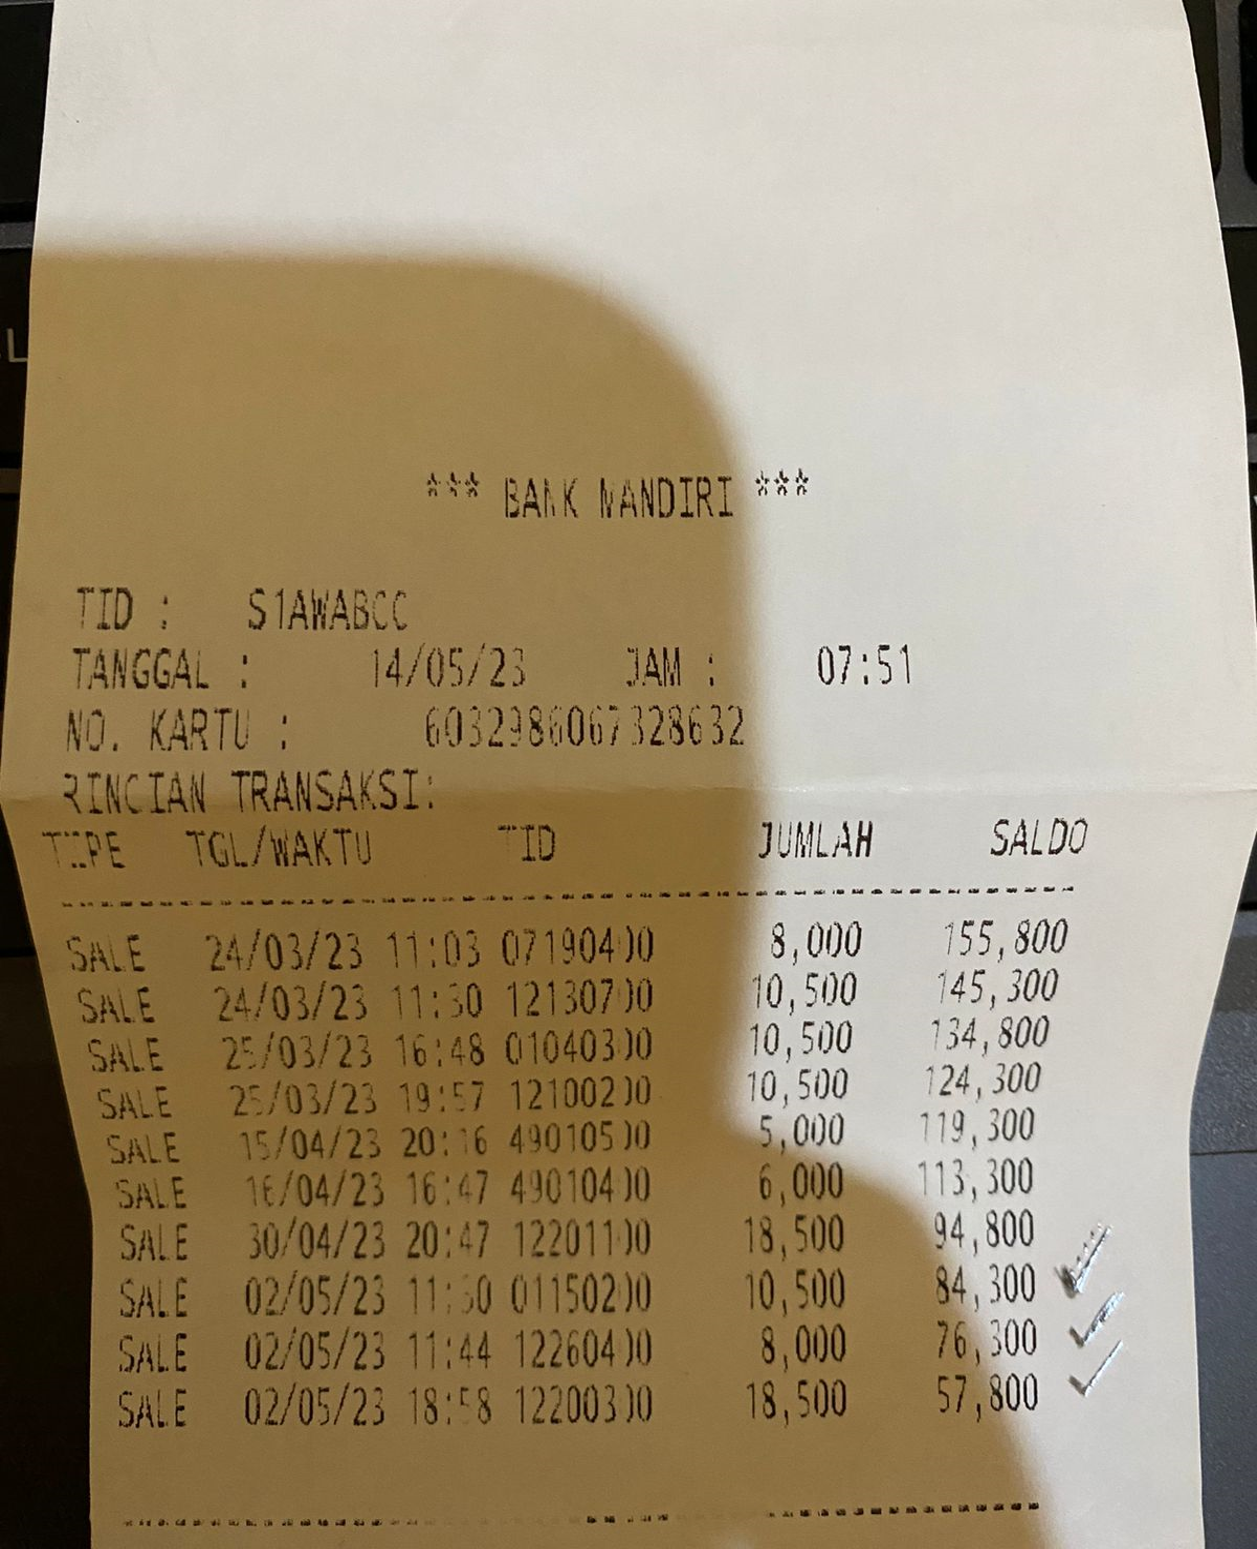 *** BANK MANDIRI ***
TID : S1AWABCC
TANGGAL : 14/05/23 JAM : 07:51
NO. KARTU : 6032986067328632
RINCIAN TRANSAKSI:
TIPE TGL/WAKTU TID JUMLAH SALDO
SALE 24/03/23 11:03 07190400 8,000 155,800
SALE 24/03/23 11:30 12130700 10,500 145,300
SALE 25/03/23 16:48 01040300 10,500 134,800
SALE 25/03/23 19:57 12100200 10,500 124,300
SALE 15/04/23 20:16 49010500 5,000 119,300
SALE 16/04/23 16:47 49010400 6,000 113,300
SALE 30/04/23 20:47 12201100 18,500 94,800
SALE 02/05/23 01150200 10,500 84,300
SALE 02/05/23 11:44 12260400 8,000 76,300
SALE 02/05/23 18:58 12200300 18,500 57,800